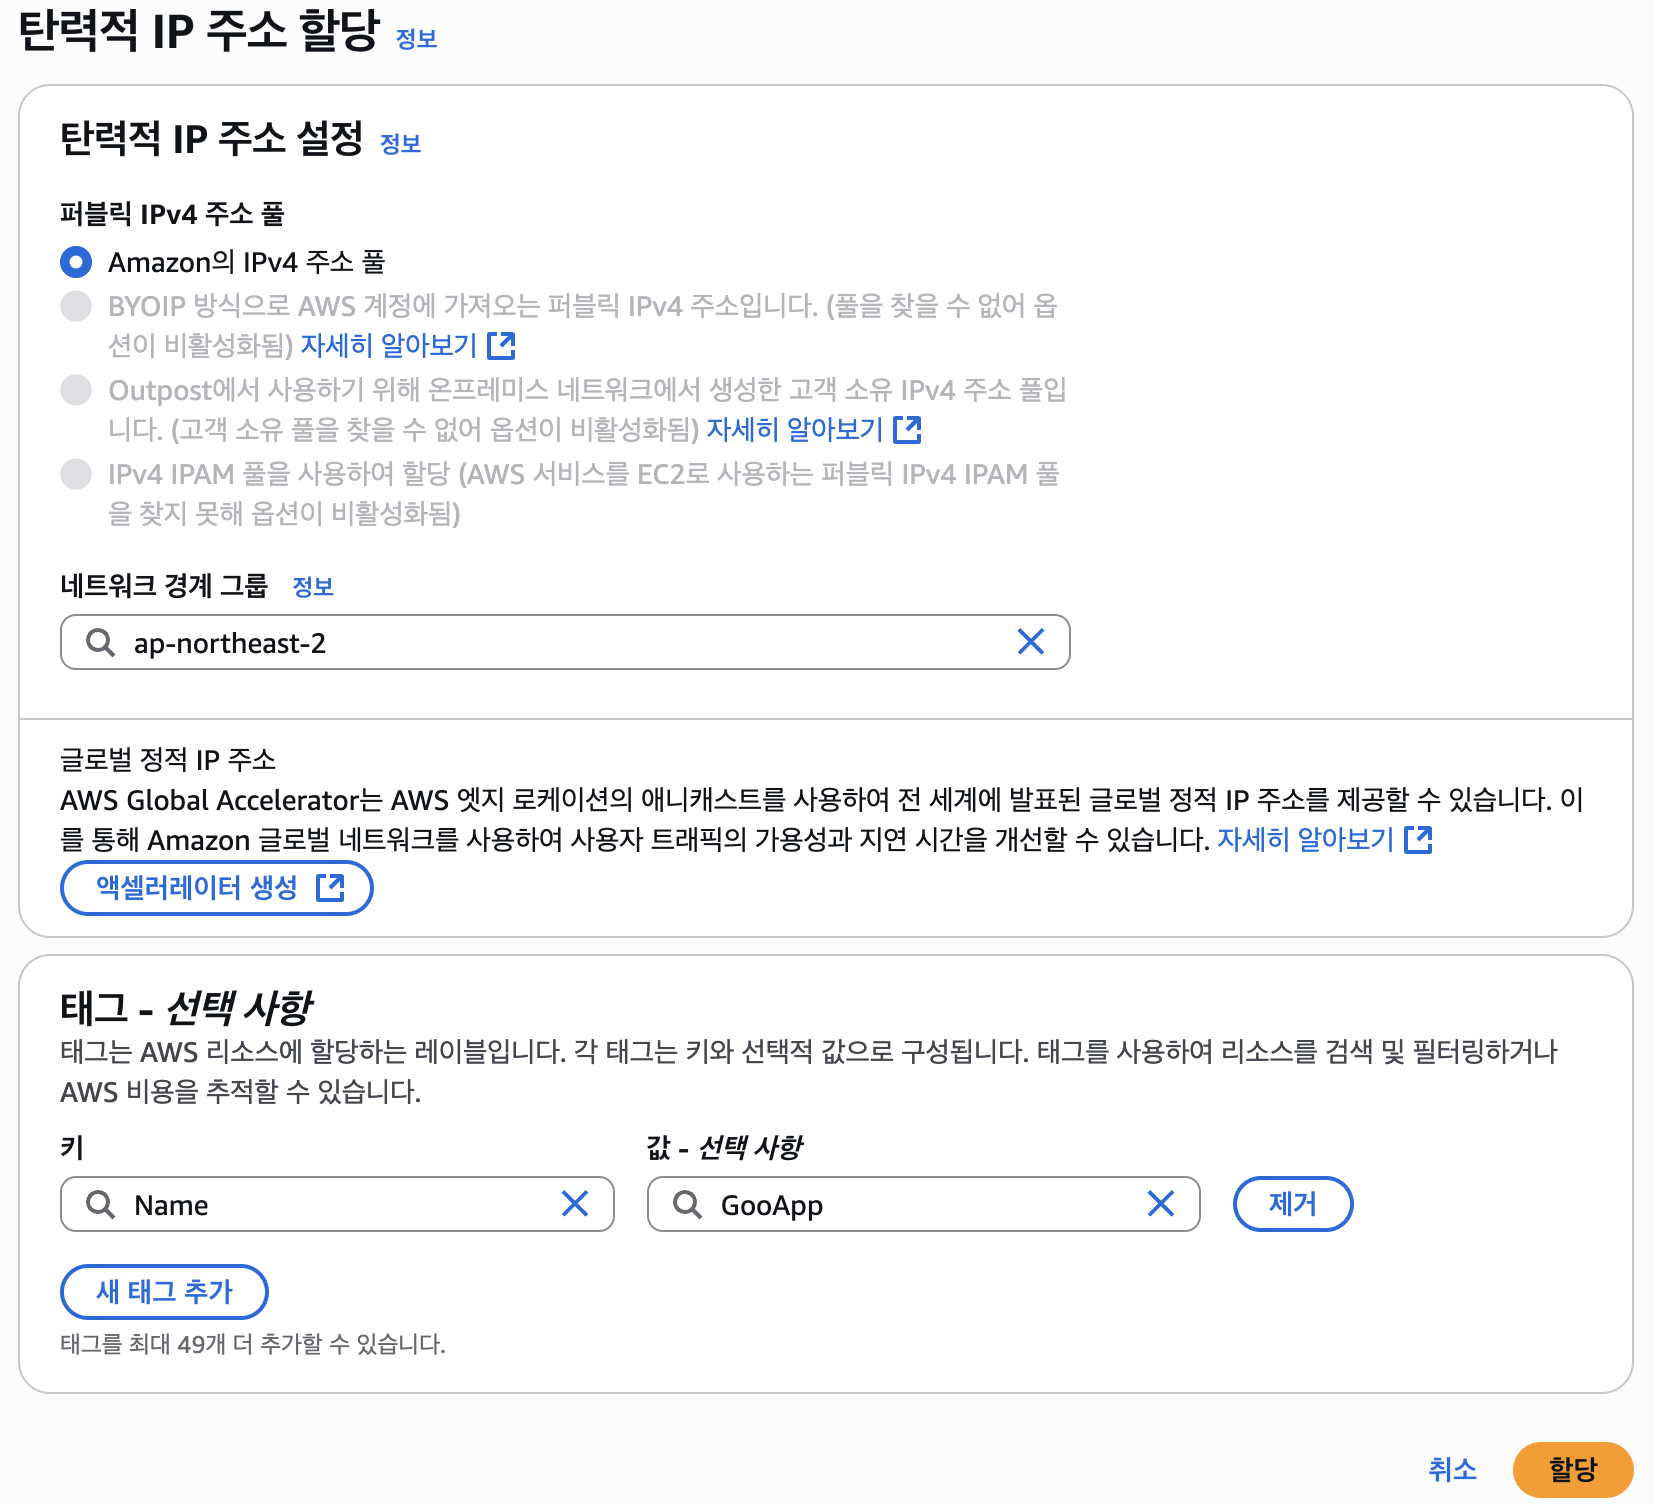 탄력적 IP 주소 할당 정보
탄력적 IP 주소 설정 정보
퍼블릭 IPv4 주소 풀
Amazon의 IPv4 주소 풀
BYOIP 방식으로 AWS 계정에 가져오는 퍼블릭 IPv4 주소입니다. (풀을 찾을 수 없어 옵
션이 비활성화됨) 자세히 알아보기
Outpost에서 사용하기 위해 온프레미스 네트워크에서 생성한 고객 소유 IPv4 주소 풀입
니다. (고객 소유 풀을 찾을 수 없어 옵션이 비활성화됨) 자세히 알아보기
IPv4 IPAM 풀을 사용하여 할당 (AWS 서비스를 EC2로 사용하는 퍼블릭 IPv4 IPAM 풀
을 찾지 못해 옵션이 비활성화됨)
네트워크 경계 그룹 정보
ap-northeast-2
글로벌 정적 IP 주소
AWS Global Accelerator는 AWS 엣지 로케이션의 애니캐스트를 사용하여 전 세계에 발표된 글로벌 정적 IP 주소를 제공할 수 있습니다. 이
를 통해 Amazon 글로벌 네트워크를 사용하여 사용자 트래픽의 가용성과 지연 시간을 개선할 수 있습니다. 자세히 알아보기
액셀러레이터 생성
태그 - 선택 사항
태그는 AWS 리소스에 할당하는 레이블입니다. 각 태그는 키와 선택적 값으로 구성됩니다. 태그를 사용하여 리소스를 검색 및 필터링하거나
AWS 비용을 추적할 수 있습니다.
키 값 - 선택 사항
Name GooApp 제거
새 태그 추가
태그를 최대 49개 더 추가할 수 있습니다.
취소 할당